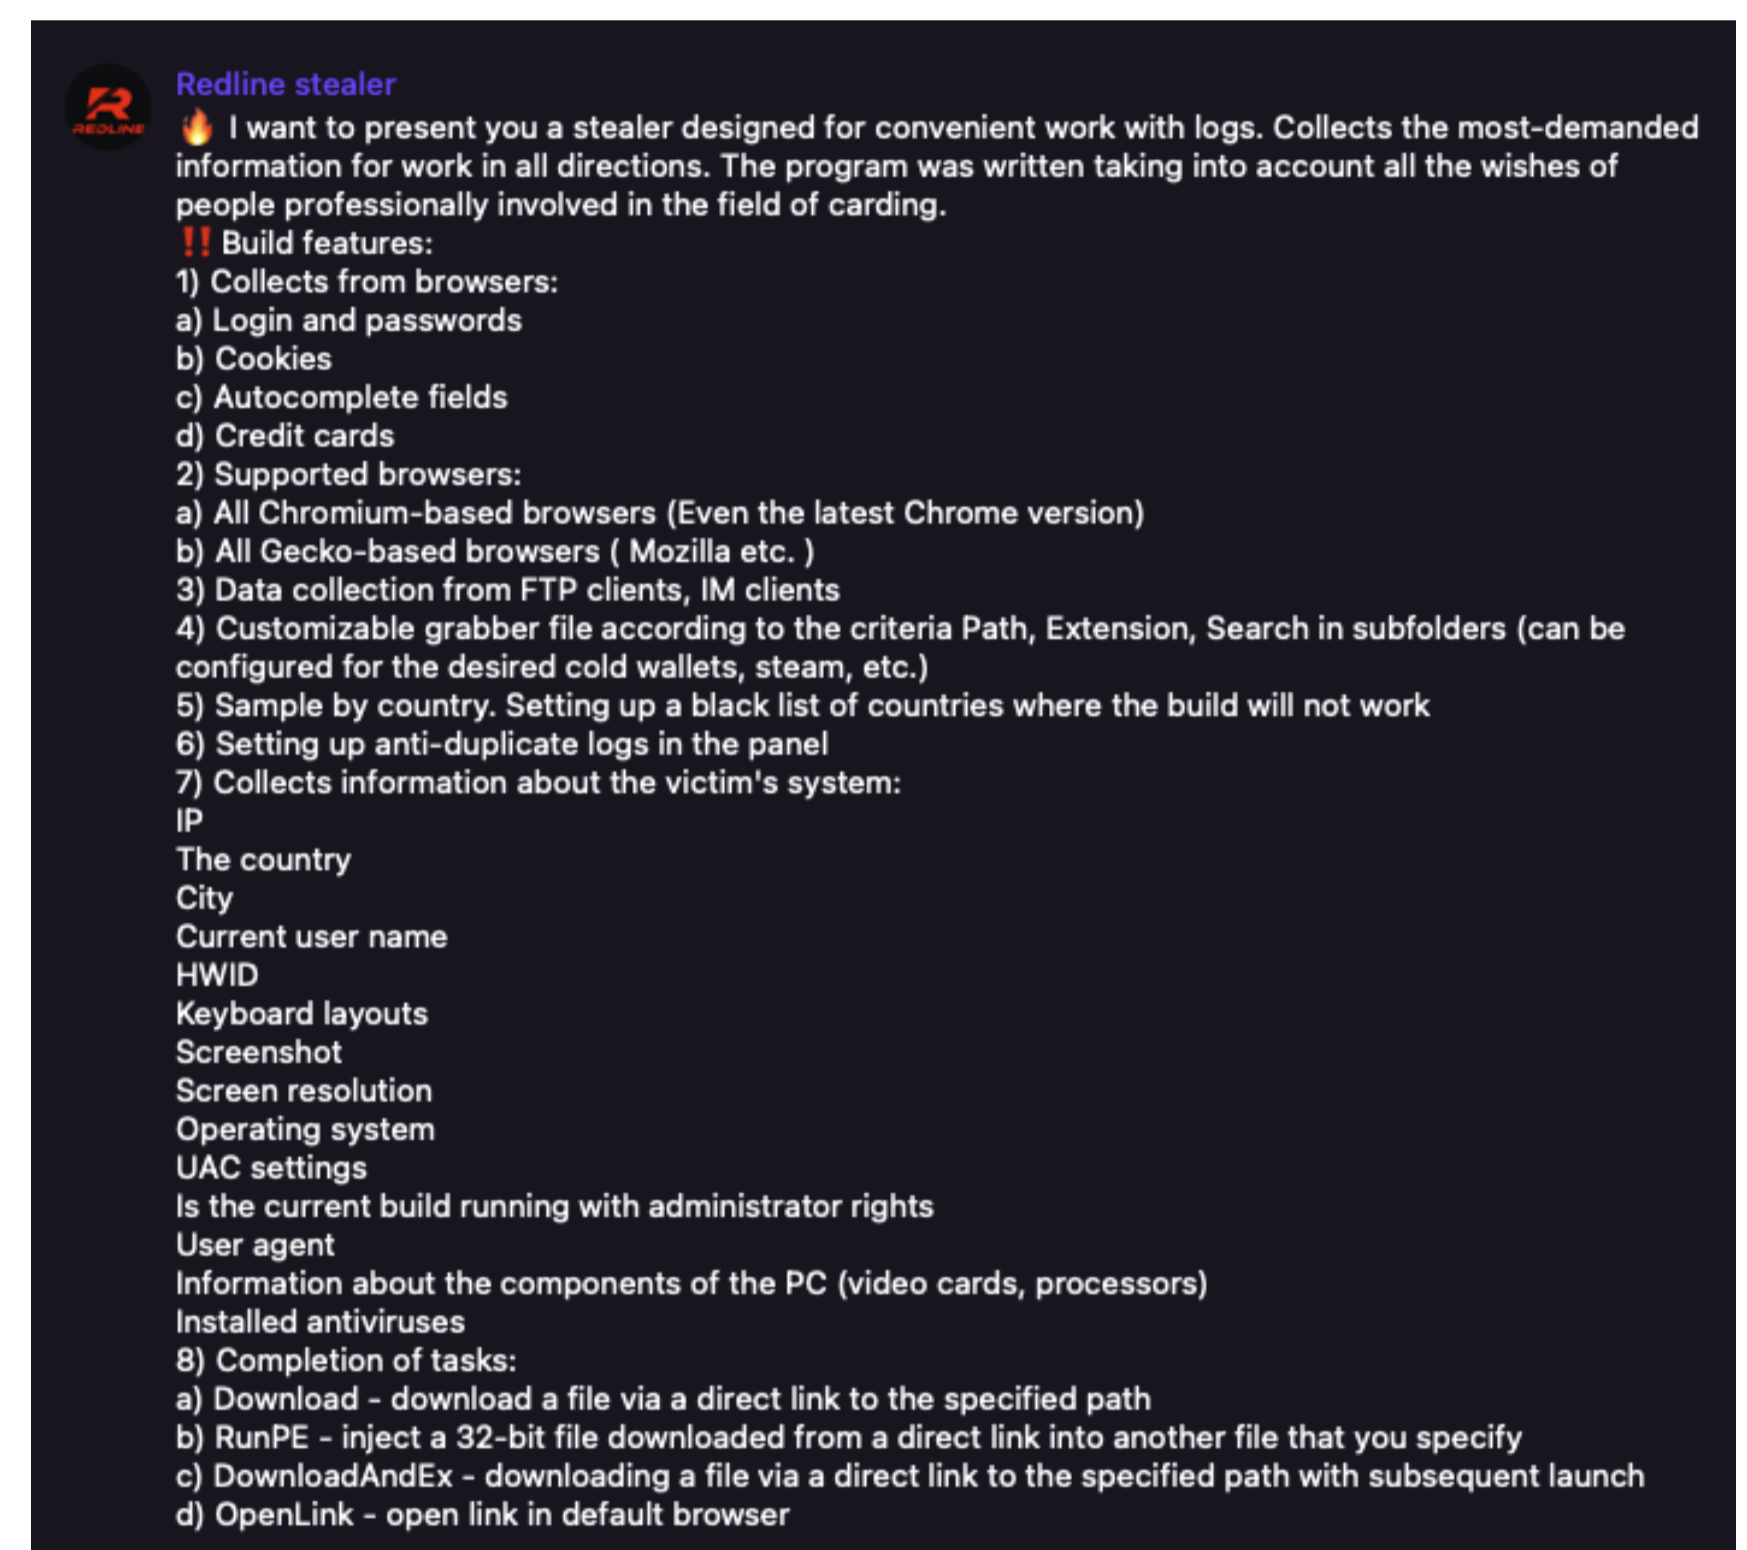 Redline stealer
REDLINE
🔥 I want to present you a stealer designed for convenient work with logs. Collects the most-demanded
information for work in all directions. The program was written taking into account all the wishes of
people professionally involved in the field of carding.
‼️ Build features:
1) Collects from browsers:
a) Login and passwords
b) Cookies
c) Autocomplete fields
d) Credit cards
2) Supported browsers:
a) All Chromium-based browsers (Even the latest Chrome version)
b) All Gecko-based browsers ( Mozilla etc. )
3) Data collection from FTP clients, IM clients
4) Customizable grabber file according to the criteria Path, Extension, Search in subfolders (can be
configured for the desired cold wallets, steam, etc.)
5) Sample by country. Setting up a black list of countries where the build will not work
6) Setting up anti-duplicate logs in the panel
7) Collects information about the victim's system:
IP
The country
City
Current user name
HWID
Keyboard layouts
Screenshot
Screen resolution
Operating system
UAC settings
Is the current build running with administrator rights
User agent
Information about the components of the PC (video cards, processors)
Installed antiviruses
8) Completion of tasks:
a) Download - download a file via a direct link to the specified path
b) RunPE - inject a 32-bit file downloaded from a direct link into another file that you specify
c) DownloadAndEx - downloading a file via a direct link to the specified path with subsequent launch
d) OpenLink - open link in default browser